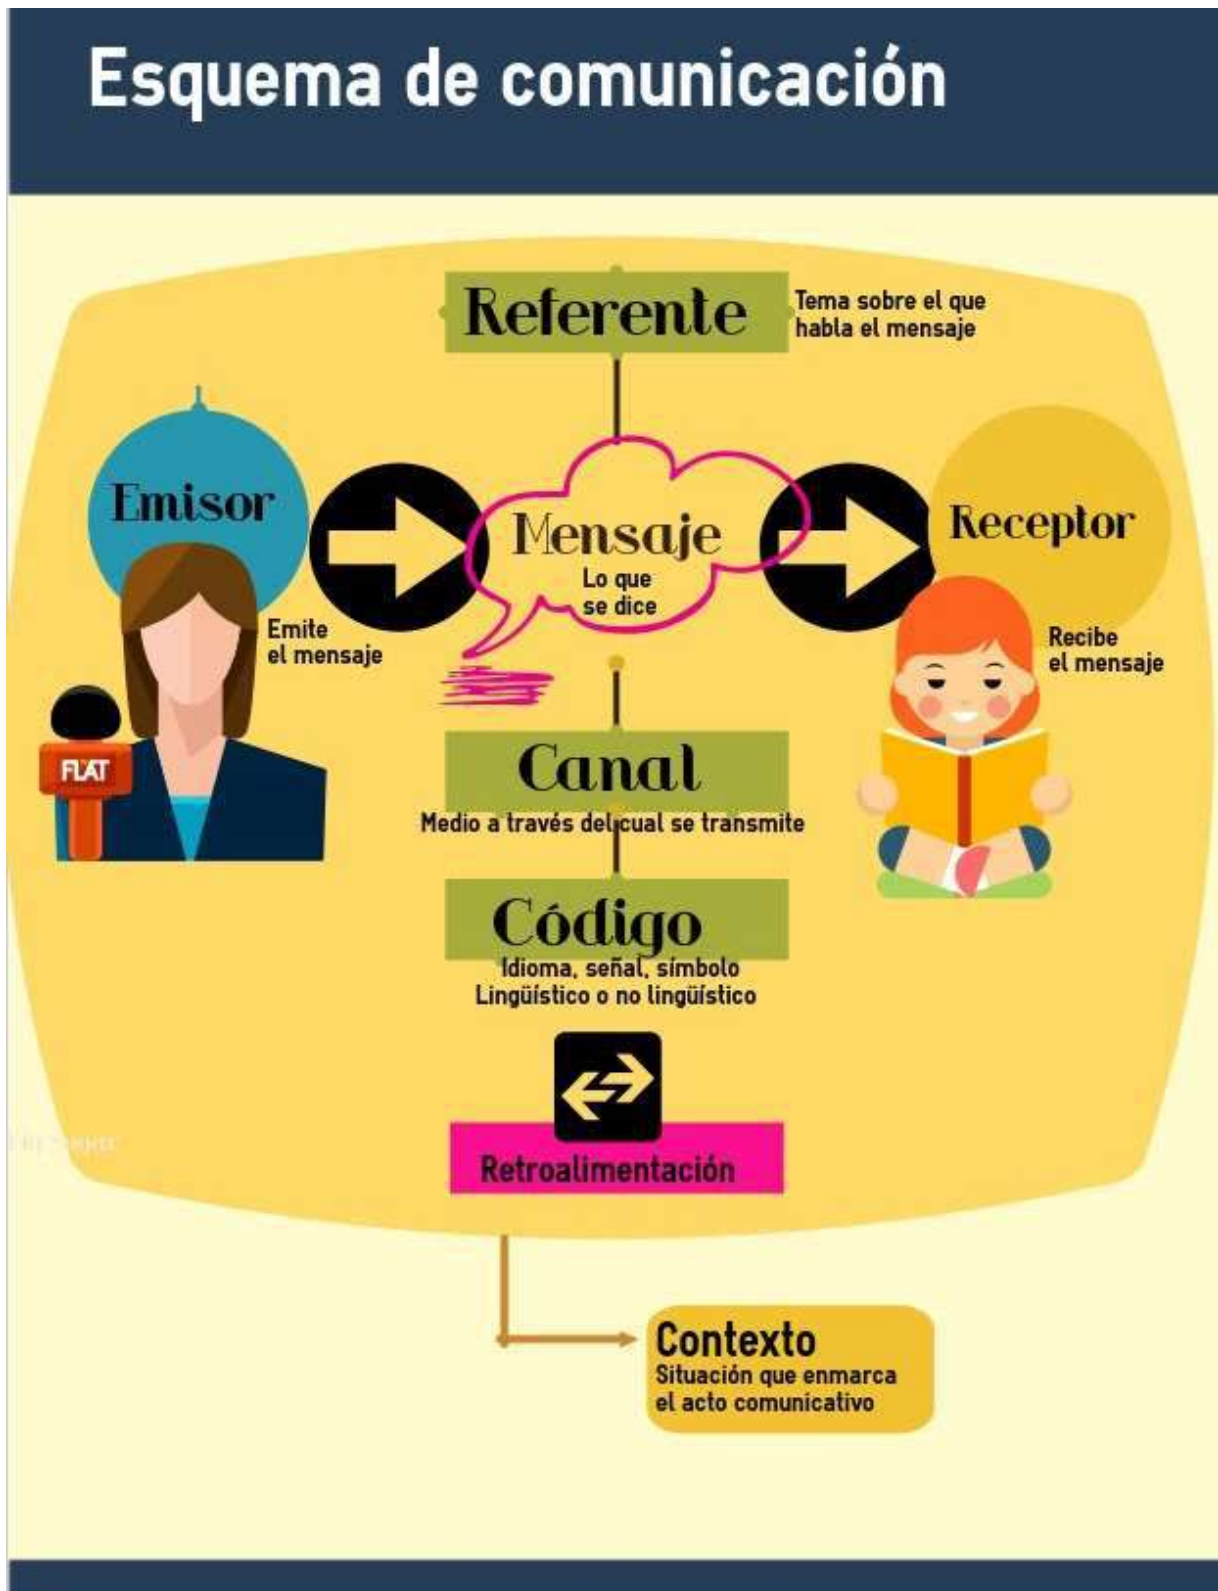 Esquema de comunicación
Referente
Tema sobre el que
habla el mensaje
Emisor
Emite
el mensaje
FLAT
Mensaje
Lo que
se dice
Receptor
Recibe
el mensaje
Canal
Medio a través del cual se transmite
Código
Idioma, señal, símbolo
Lingüístico o no lingüístico
Retroalimentación
Contexto
Situación que enmarca
el acto comunicativo